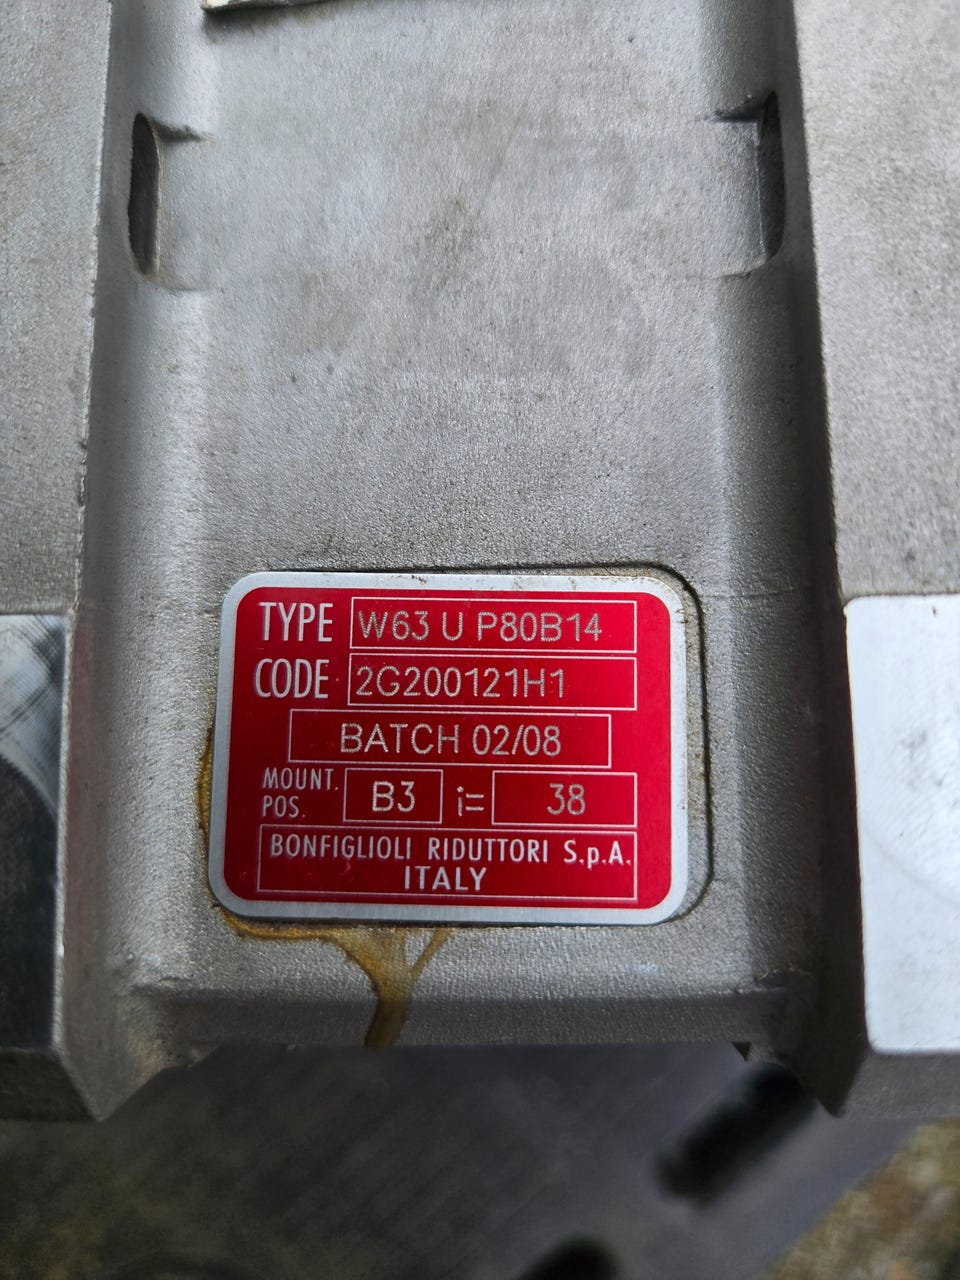 TYPE W63 U P80B14
CODE 2G200121H1
BATCH 02/08
MOUNT. POS. B3 i= 38
BONFIGLIOLI RIDUTTORI S.p.A.
ITALY